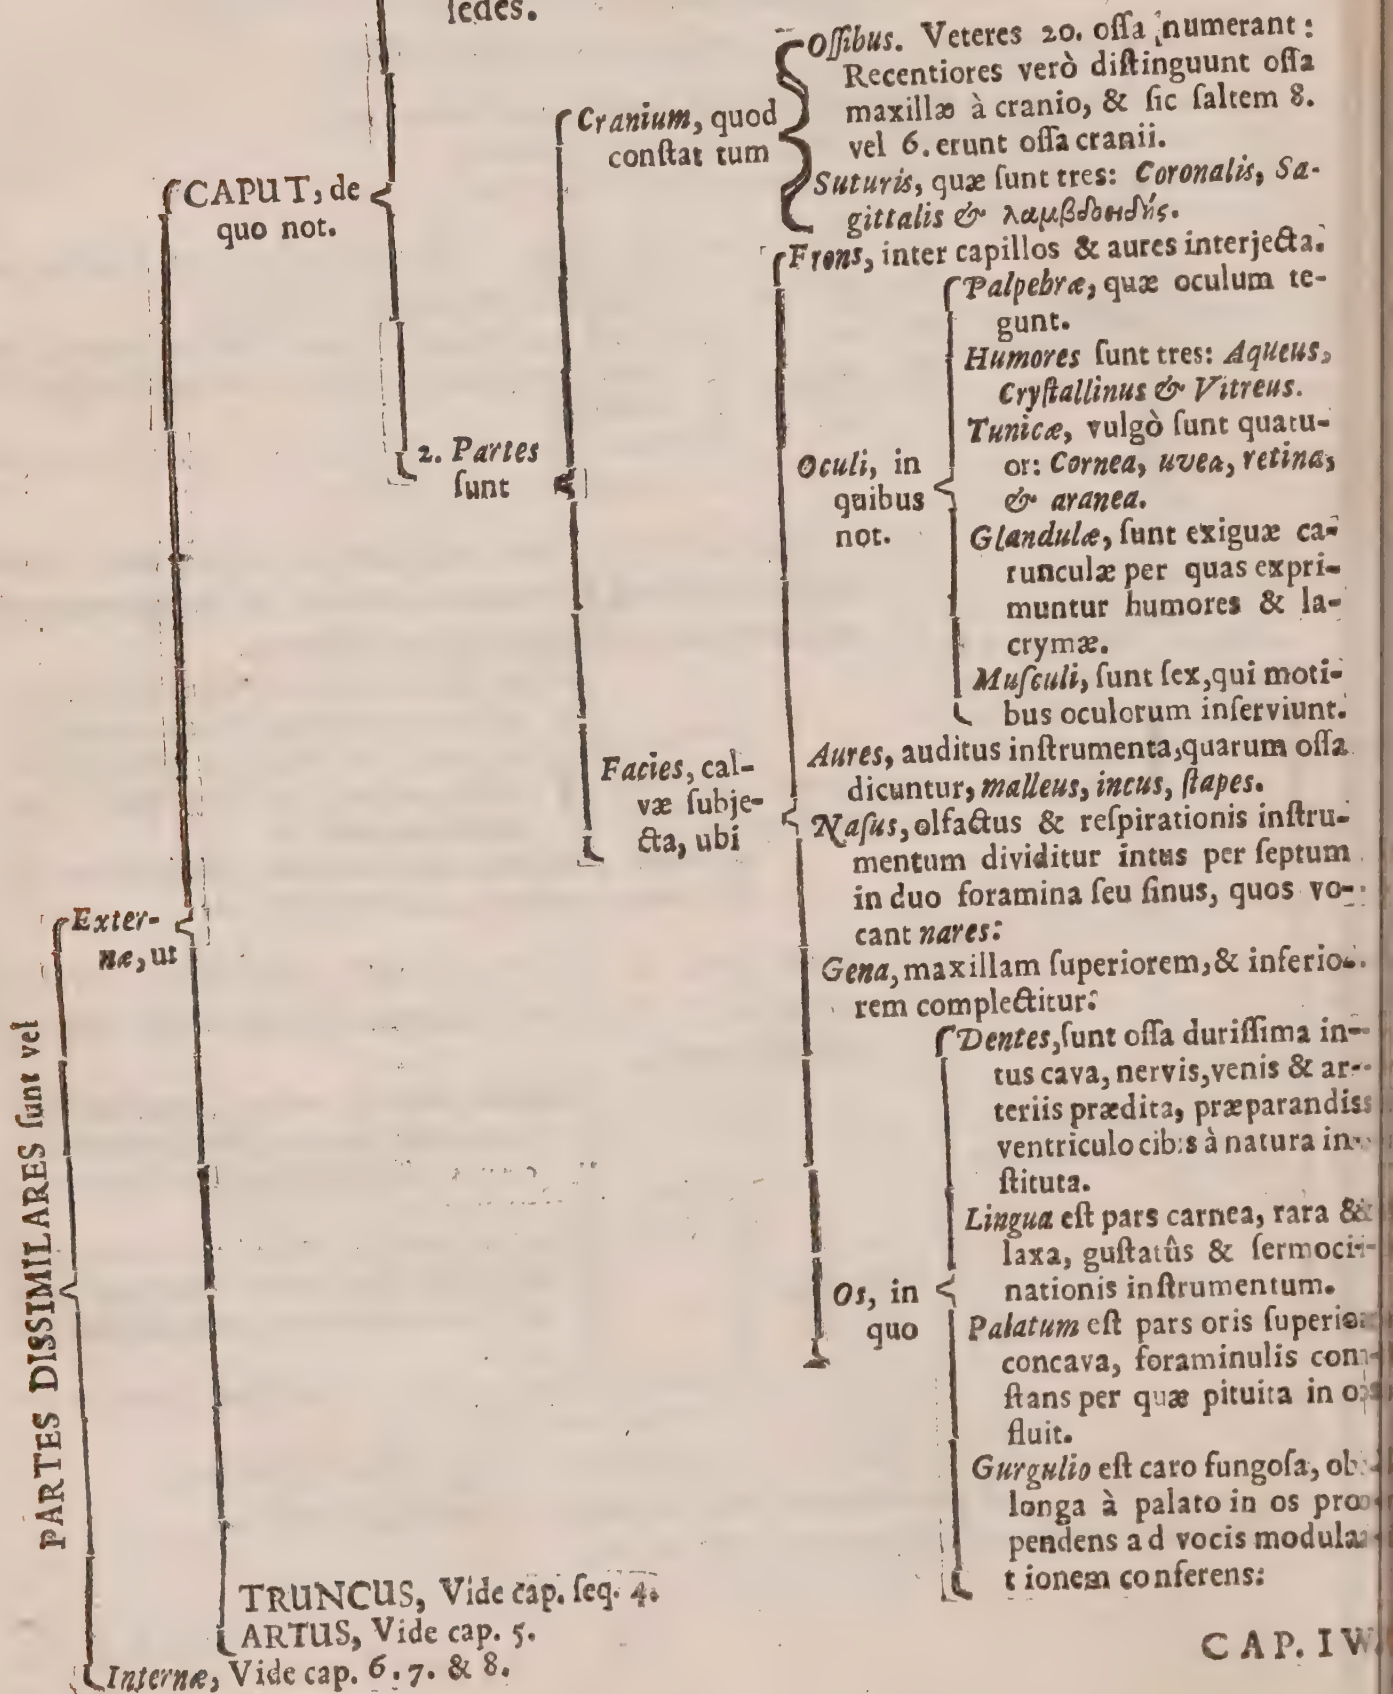 sedes.
Ossibus. Veteres 20. ossa numerant:
Recentiores verò distinguunt ossa
maxillæ à cranio, & sic saltem 8.
vel 6. erunt ossa cranii.
Cranium, quod
constat tum
Suturis, quæ sunt tres: Coronalis, Sa-
gittalis & λαμβδοειδής.
CAPUT, de
quo not.
Frons, inter capillos & aures interjecta.
Palpebræ, quæ oculum te-
gunt.
Humores sunt tres: Aqueus,
Crystallinus & Vitreus.
Tunicæ, vulgò sunt quatu-
or: Cornea, uvea, retina,
& aranea.
2. Partes
sunt
Oculi, in
quibus
not.
Glandulæ, sunt exiguæ ca-
runculæ per quas expri-
muntur humores & la-
crymæ.
Musculi, sunt sex, qui moti-
bus oculorum inserviunt.
Facies, cal-
væ subje-
cta, ubi
Aures, auditus instrumenta, quarum ossa
dicuntur, malleus, incus, stapes.
Nasus, olfactus & respirationis instru-
mentum dividitur intus per septum
in duo foramina seu sinus, quos vo-
cant nares:
Exter-
næ, ut
Gena, maxillam superiorem, & inferio-
rem complectitur:
Dentes, sunt ossa durissima in-
tus cava, nervis, venis & ar-
teriis prædita, præparandis
ventriculo cibis à natura in-
stituta.
Lingua est pars carnea, rara &
laxa, gustatûs & sermoci-
nationis instrumentum.
Os, in
quo
Palatum est pars oris superior
concava, foraminulis con-
stans per quæ pituita in os
fluit.
Gurgulio est caro fungosa, ob-
longa à palato in os pro-
pendens ad vocis modula-
tionem conferens:
PARTES DISSIMILARES sunt vel
TRUNCUS, Vide cap. seq. 4.
ARTUS, Vide cap. 5.
Internæ, Vide cap. 6. 7. & 8.
CAP. IV.